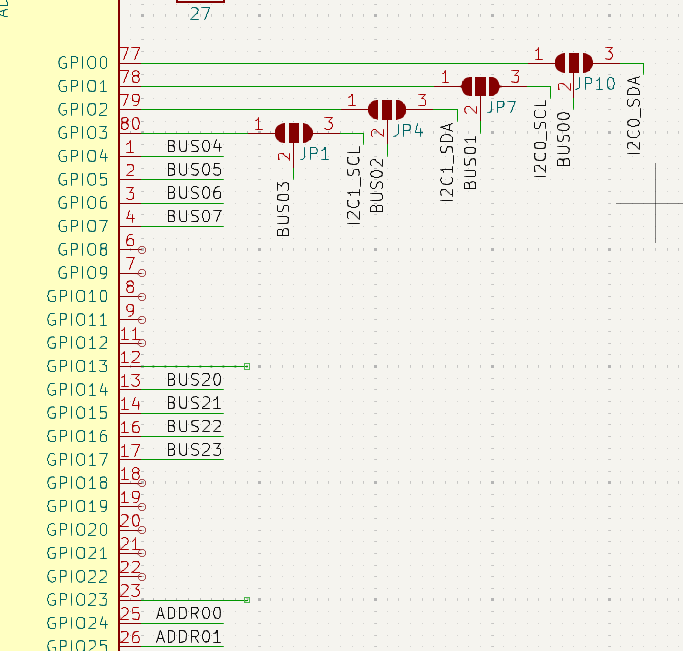 27
GPIO0 77 1 3 JP10 2 BUS00 I2C0_SDA
GPIO1 78 1 3 JP7 2 BUS01 I2C0_SCL
GPIO2 79 1 3 JP4 2 BUS02 I2C1_SDA
GPIO3 80 1 3 JP1 2 BUS03 I2C1_SCL
GPIO4 1 BUS04
GPIO5 2 BUS05
GPIO6 3 BUS06
GPIO7 4 BUS07
GPIO8 6
GPIO9 7
GPIO10 8
GPIO11 9
GPIO12 11
GPIO13 12
GPIO14 13 BUS20
GPIO15 14 BUS21
GPIO16 16 BUS22
GPIO17 17 BUS23
GPIO18 18
GPIO19 19
GPIO20 20
GPIO21 21
GPIO22 22
GPIO23 23
GPIO24 25 ADDR00
GPIO25 26 ADDR01